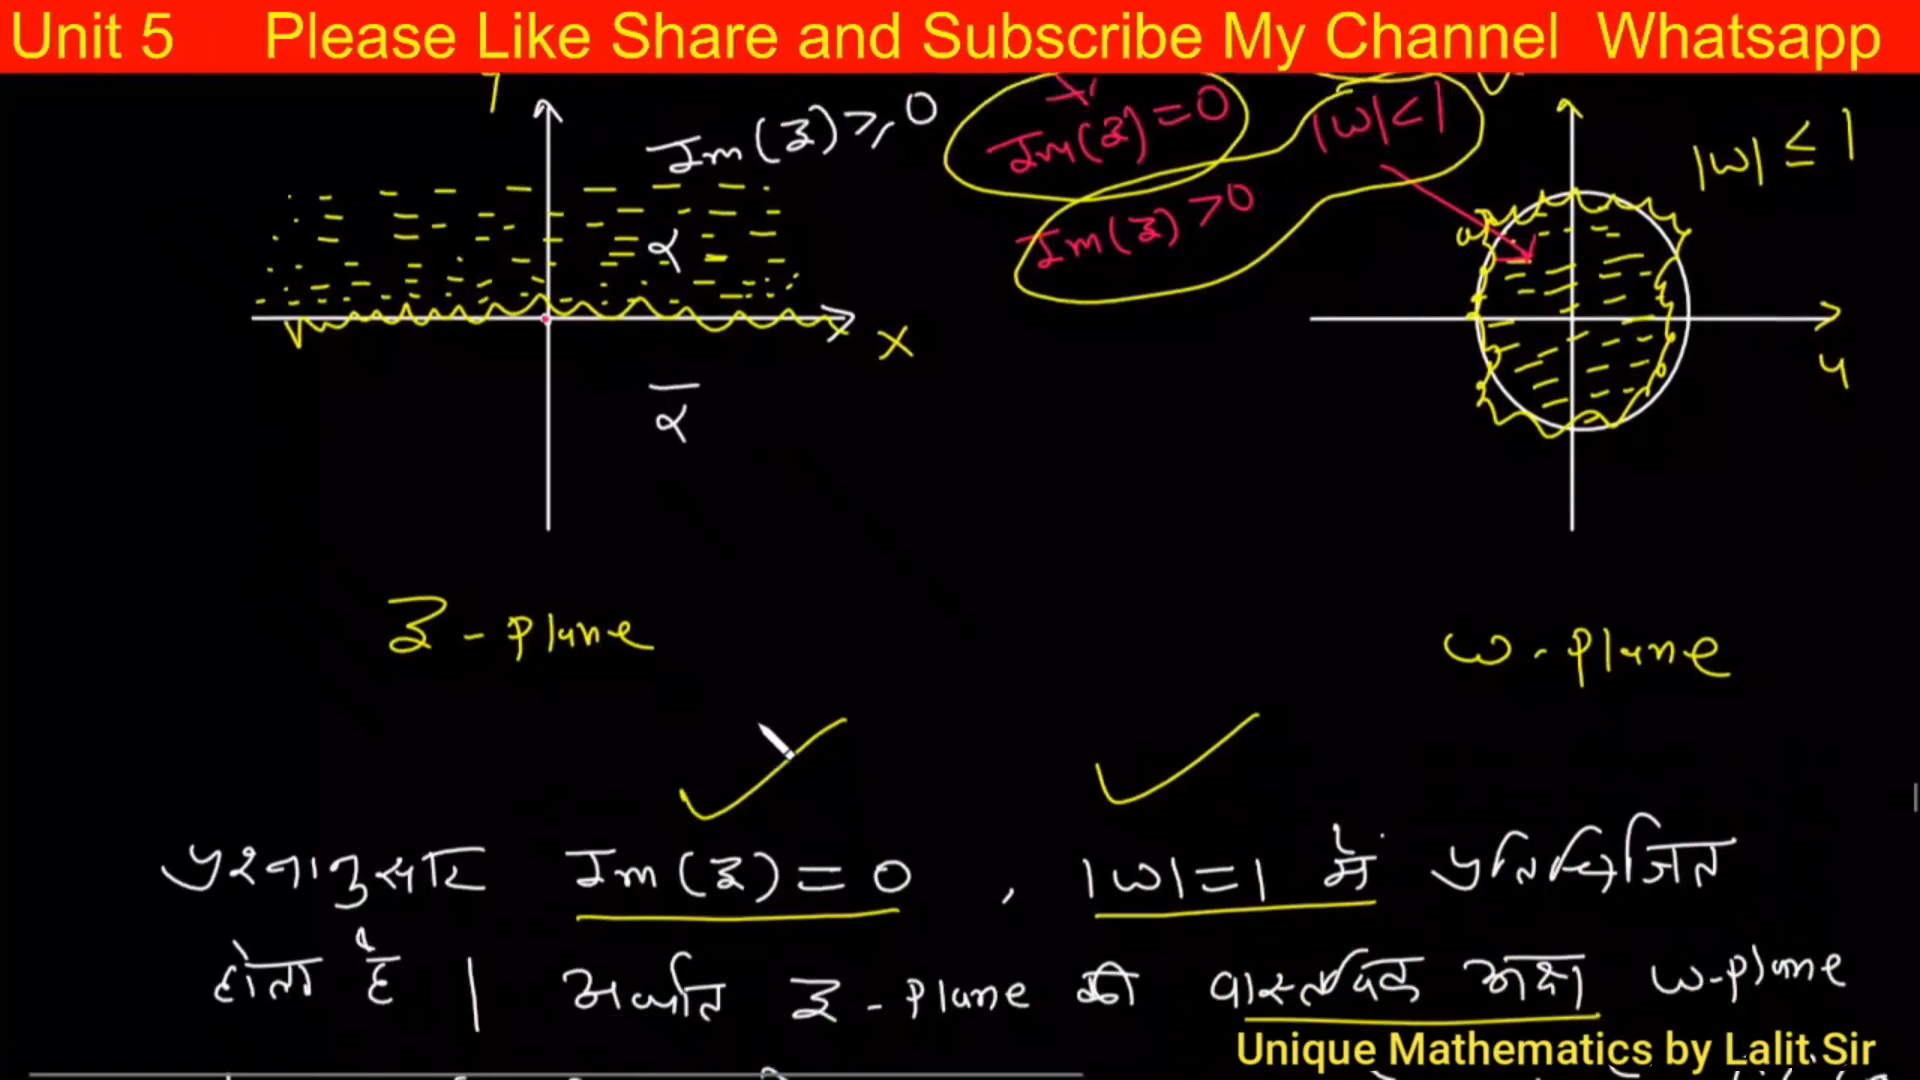 Unit 5 Please Like Share and Subscribe My Channel Whatsapp
Im(z) ≥ 0
Im(z) = 0
|w| < 1
|w| ≤ 1
Im(z) > 0
α
x
u
ᾱ
z - plane
w - plane
प्रश्नानुसार Im(z) = 0 , |w| = 1 में प्रतिचित्रित
होता है | अर्थात z - plane की वास्तविक अक्ष w-plane
Unique Mathematics by Lalit Sir